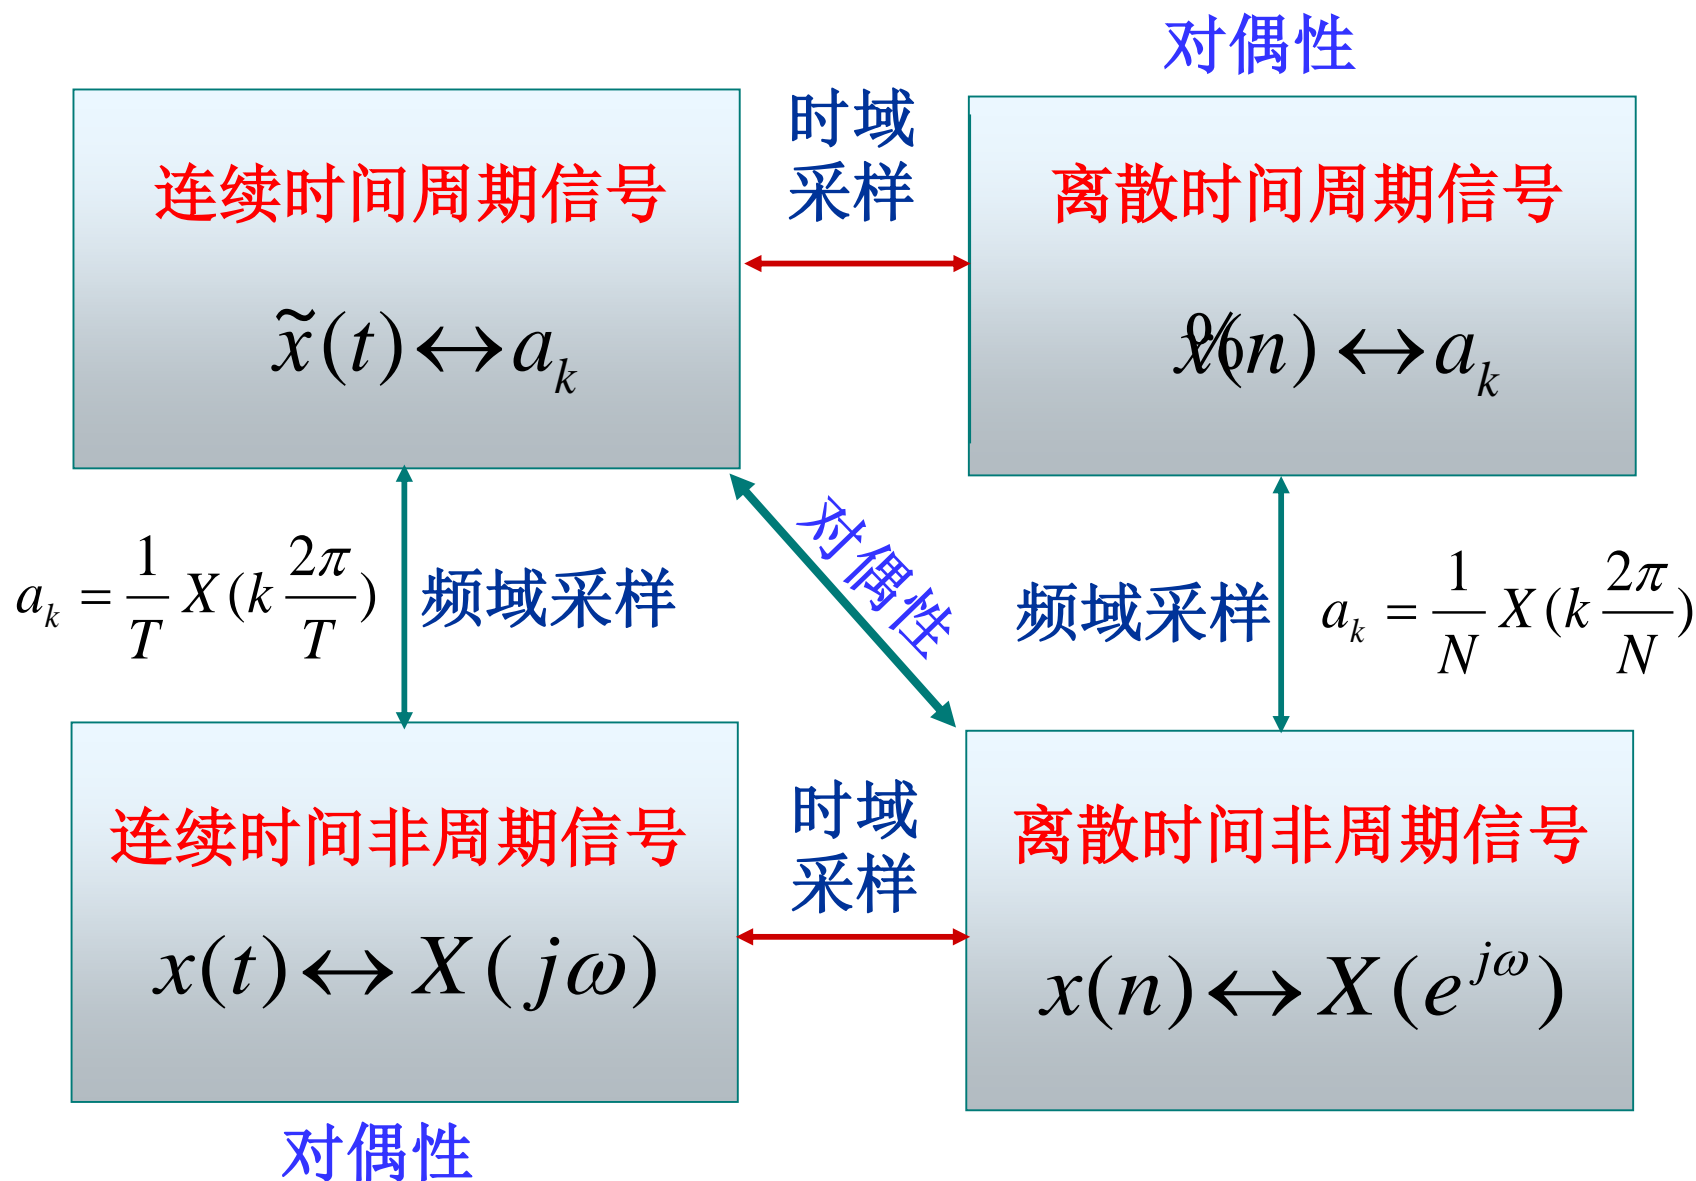 对偶性
时域
采样
连续时间周期信号
x̃(t)↔a_k
离散时间周期信号
x%(n)↔a_k
a_k = 1/T X(k 2π/T)
频域采样
对偶性
频域采样
a_k = 1/N X(k 2π/N)
时域
采样
连续时间非周期信号
x(t)↔X(jω)
离散时间非周期信号
x(n)↔X(e^{jω})
对偶性